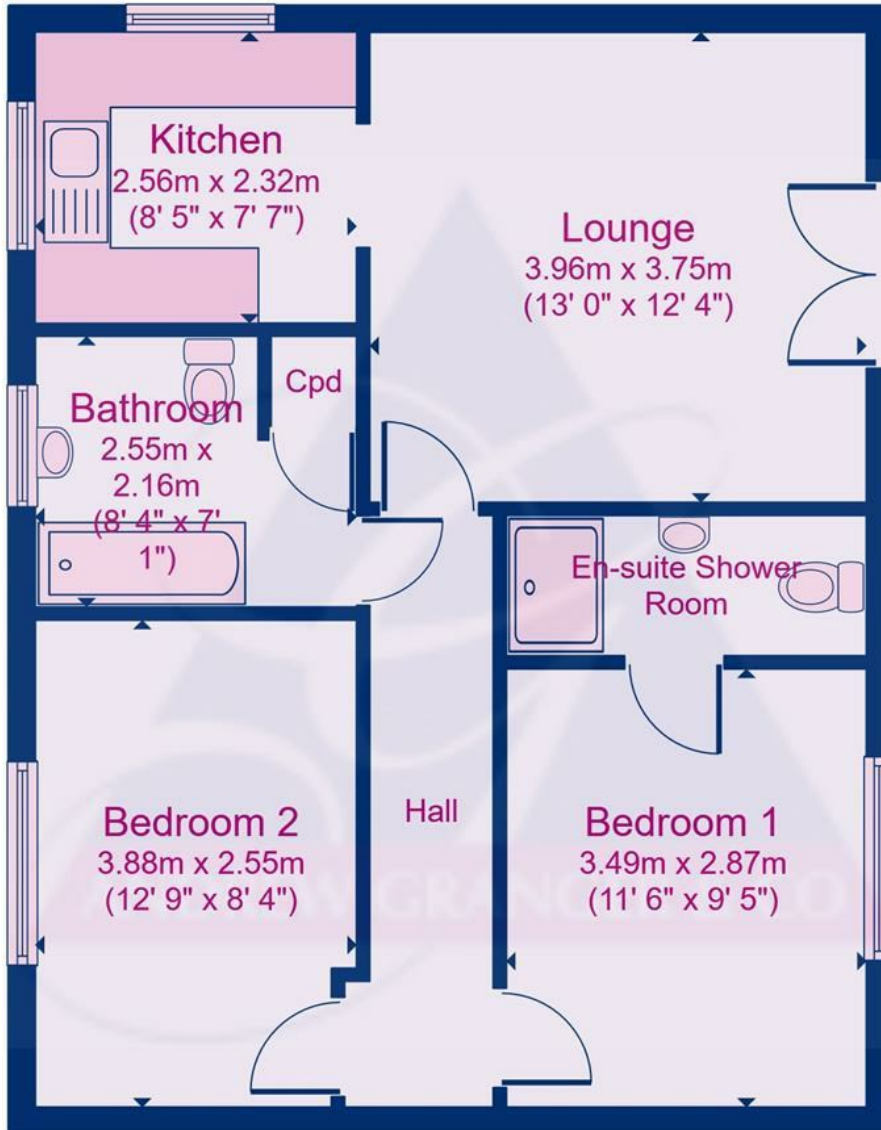 Kitchen
2.56m x 2.32m
(8' 5" x 7' 7")
Lounge
3.96m x 3.75m
(13' 0" x 12' 4")
Cpd
Bathroom
2.55m x
2.16m
(8' 4" x 7'
1")
En-suite Shower
Room
Bedroom 2
3.88m x 2.55m
(12' 9" x 8' 4")
Hall
Bedroom 1
3.49m x 2.87m
(11' 6" x 9' 5")